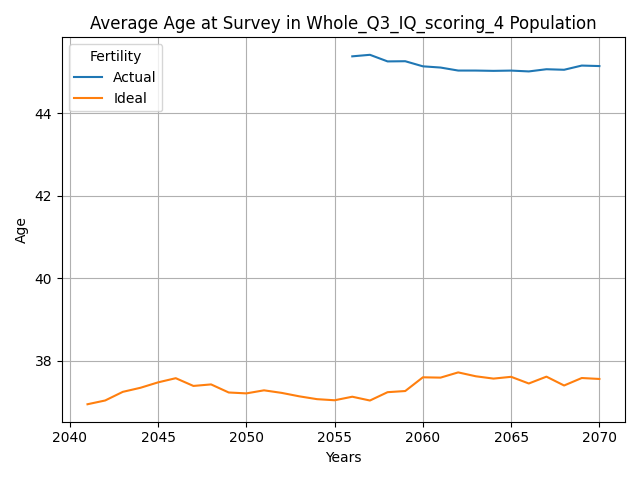 Average Age at Survey in Whole_Q3_IQ_scoring_4 Population
Fertility
Actual
Ideal
44
42
40
38
Age
2040 2045 2050 2055 2060 2065 2070
Years